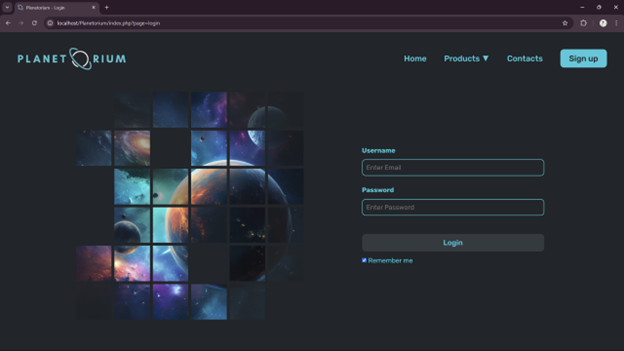 Planetorium - Login
localhost/Planetorium/index.php?page=login
PLANETORIUM
Home
Products ▼
Contacts
Sign up
Username
Enter Email
Password
Enter Password
Login
Remember me